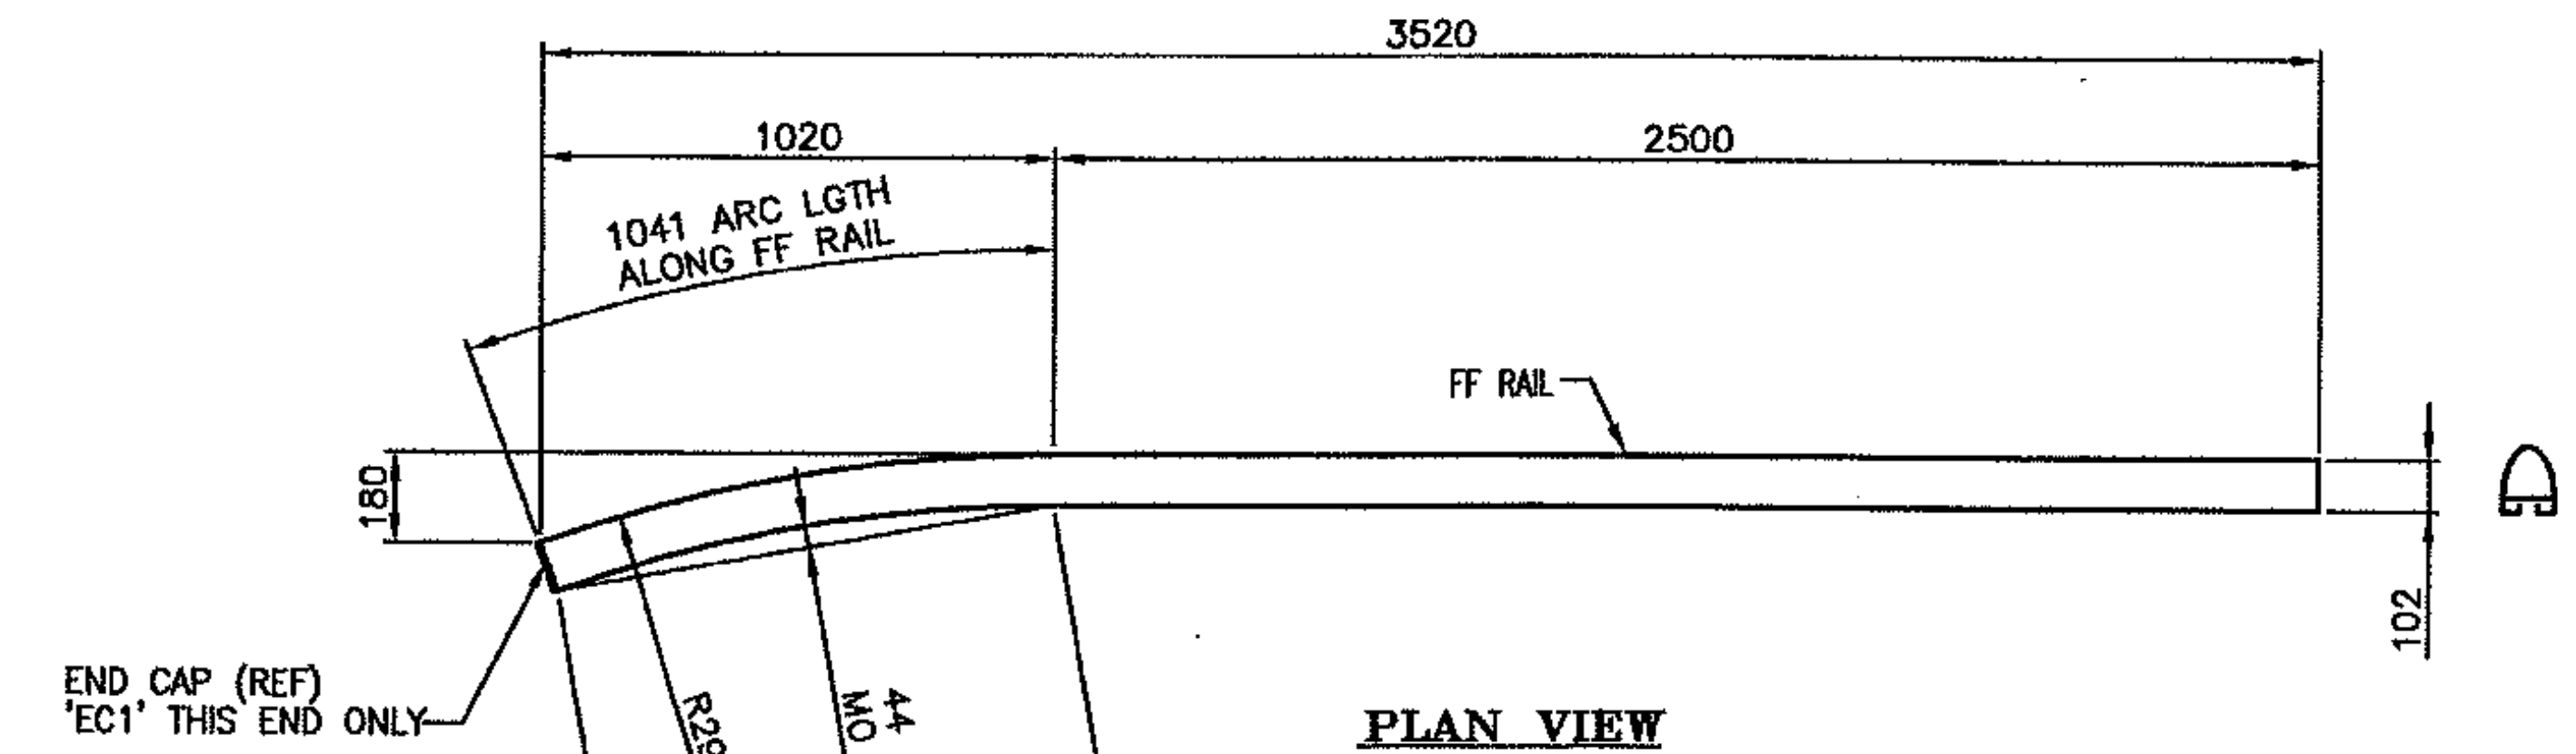 3520
1020
2500
1041 ARC LGTH
ALONG FF RAIL
FF RAIL
180
102
END CAP (REF)
'EC1' THIS END ONLY
R29
44
MO
PLAN VIEW